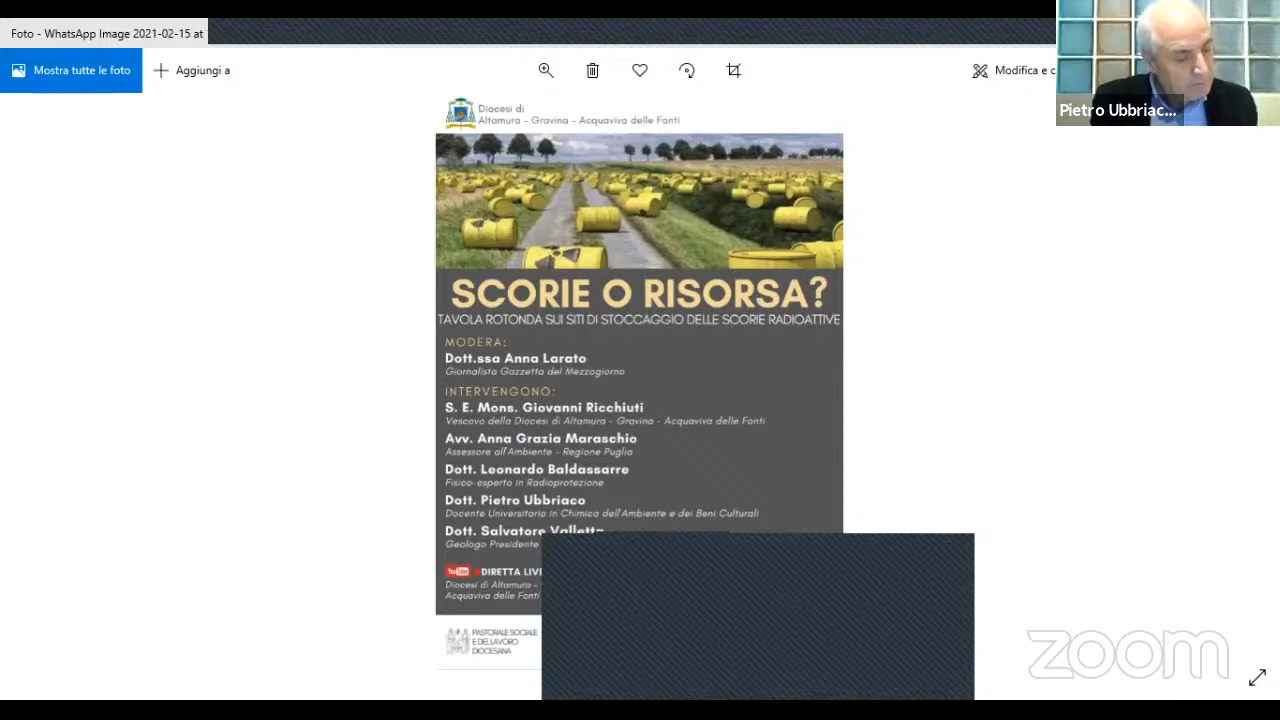 Foto - WhatsApp Image 2021-02-15 at
Mostra tutte le foto
Aggiungi a
Modifica e c
Pietro Ubbriac...
Diocesi di
Altamura - Gravina - Acquaviva delle Fonti
SCORIE O RISORSA?
TAVOLA ROTONDA SUI SITI DI STOCCAGGIO DELLE SCORIE RADIOATTIVE
MODERA:
Dott.ssa Anna Larato
Giornalista Gazzetta del Mezzogiorno
INTERVENGONO:
S. E. Mons. Giovanni Ricchiuti
Vescovo della Diocesi di Altamura - Gravina - Acquaviva delle Fonti
Avv. Anna Grazia Maraschio
Assessore all'Ambiente - Regione Puglia
Dott. Leonardo Baldassarre
Fisico-esperto in Radioprotezione
Dott. Pietro Ubbriaco
Docente Universitario in Chimica dell'Ambiente e dei Beni Culturali
Dott. Salvatore Valletta
Geologo Presidente
YouTube DIRETTA LIVE
Diocesi di Altamura -
Acquaviva delle Fonti
PASTORALE SOCIALE
E DEL LAVORO
DIOCESANA
zoom